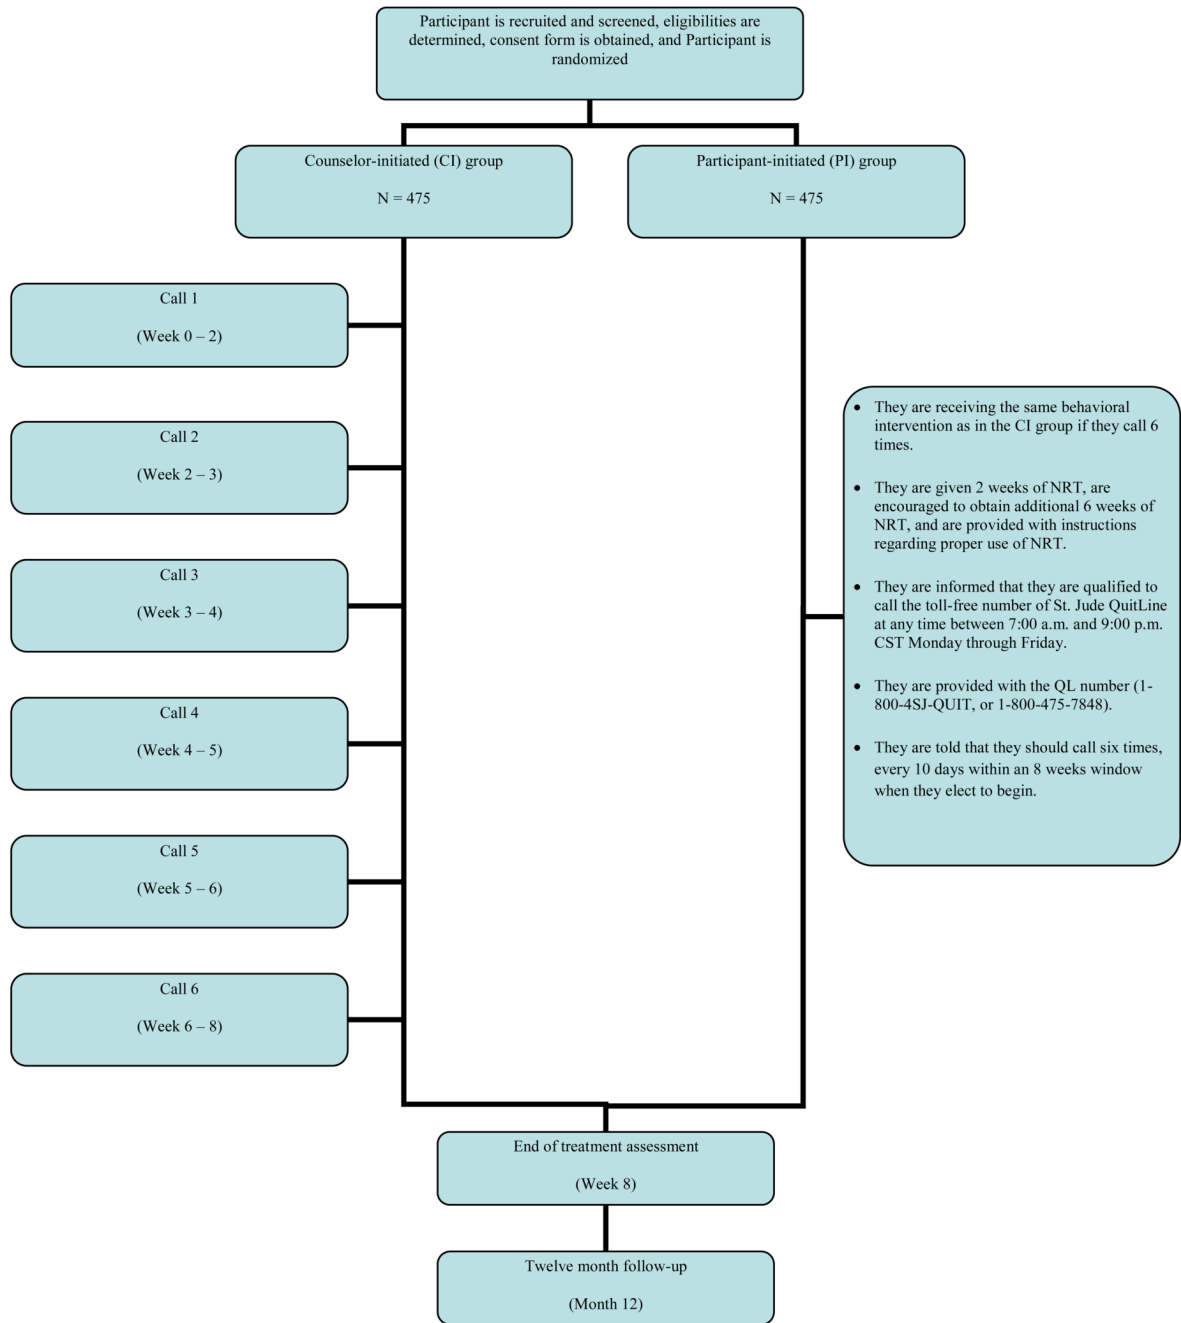 Participant is recruited and screened, eligibilities are
determined, consent form is obtained, and Participant is
randomized
Counselor-initiated (CI) group
N = 475
Participant-initiated (PI) group
N = 475
Call 1
(Week 0 – 2)
Call 2
(Week 2 – 3)
Call 3
(Week 3 – 4)
Call 4
(Week 4 – 5)
Call 5
(Week 5 – 6)
Call 6
(Week 6 – 8)
• They are receiving the same behavioral
intervention as in the CI group if they call 6
times.
• They are given 2 weeks of NRT, are
encouraged to obtain additional 6 weeks of
NRT, and are provided with instructions
regarding proper use of NRT.
• They are informed that they are qualified to
call the toll-free number of St. Jude QuitLine
at any time between 7:00 a.m. and 9:00 p.m.
CST Monday through Friday.
• They are provided with the QL number (1-
800-4SJ-QUIT, or 1-800-475-7848).
• They are told that they should call six times,
every 10 days within an 8 weeks window
when they elect to begin.
End of treatment assessment
(Week 8)
Twelve month follow-up
(Month 12)